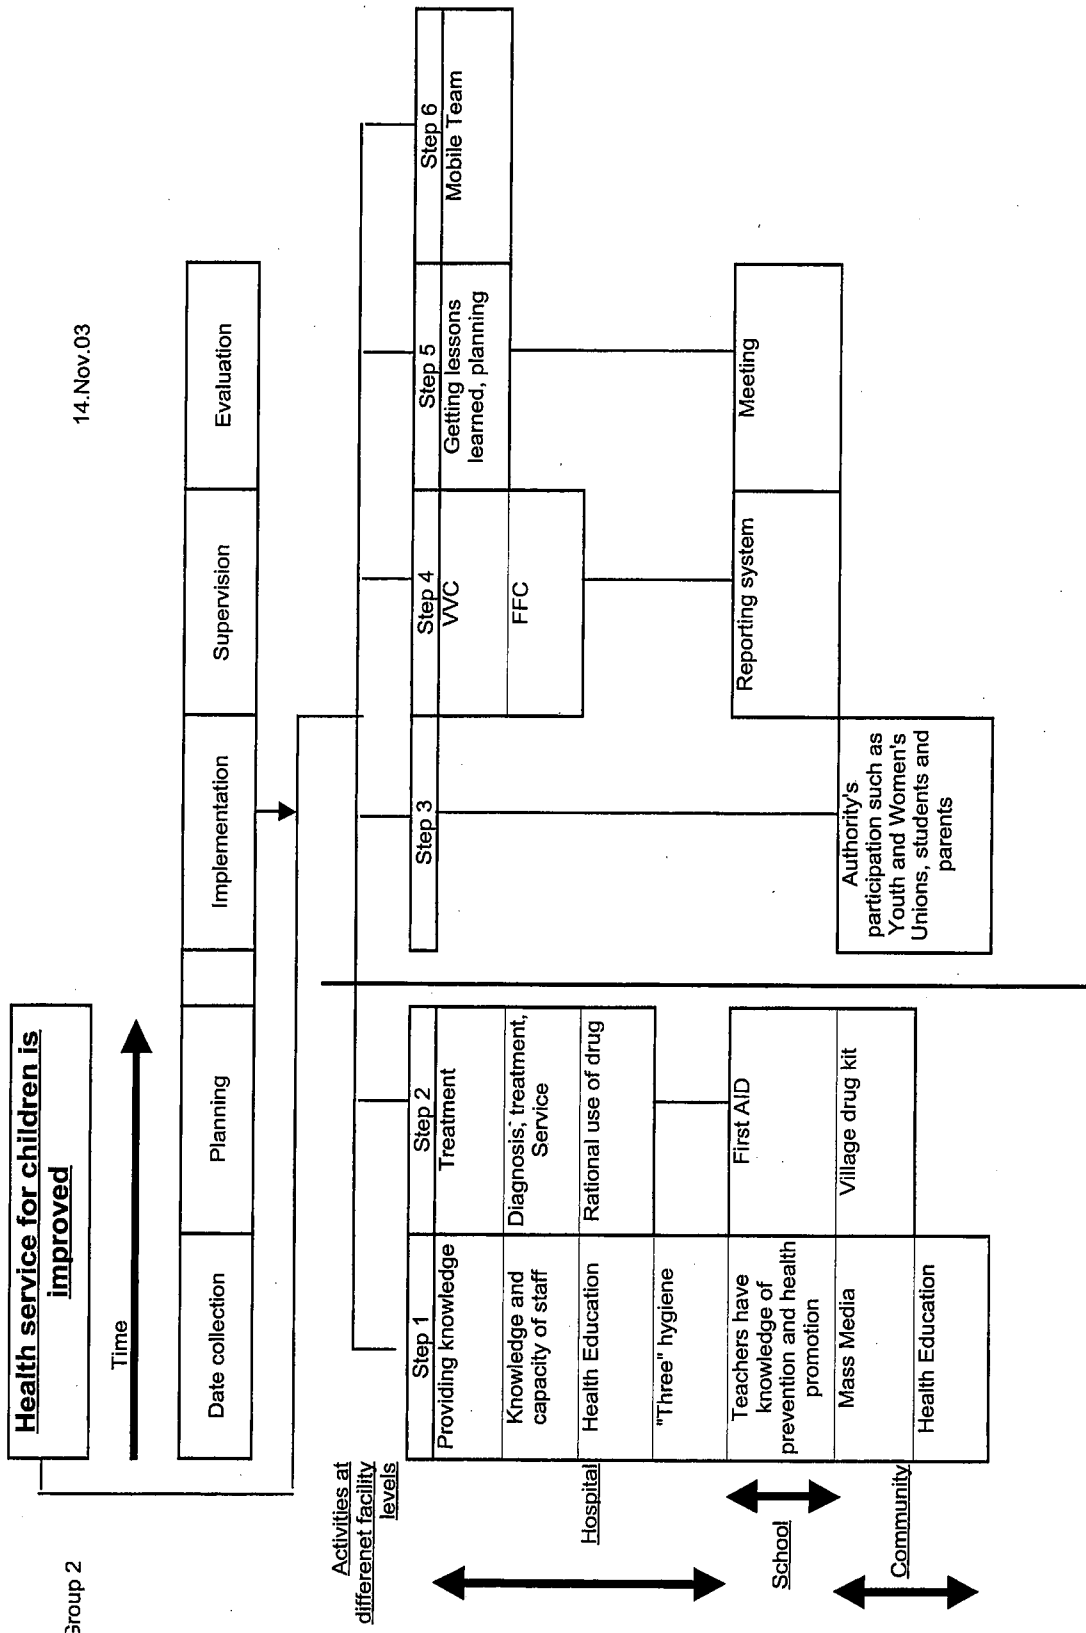 Group 2
Health service for children is
improved
14.Nov.03
Time
Date collection
Planning
Implementation
Supervision
Evaluation
Activities at
differenet facility
levels
Step 1
Step 2
Step 3
Step 4
Step 5
Step 6
Providing knowledge
Treatment
VVC
Getting lessons
learned, planning
Mobile Team
Knowledge and
capacity of staff
Diagnosis, treatment,
Service
FFC
Hospital
Health Education
Rational use of drug
"Three" hygiene
School
Teachers have
knowledge of
prevention and health
promotion
First AID
Reporting system
Meeting
Community
Mass Media
Village drug kit
Authority's
participation such as
Youth and Women's
Unions, students and
parents
Health Education